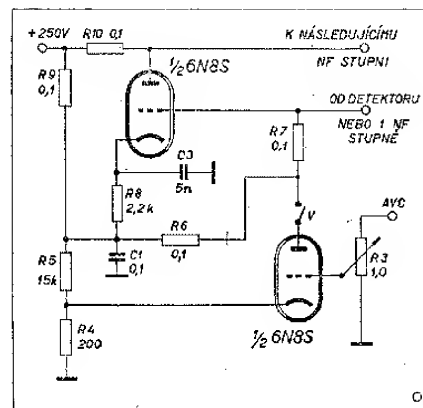 +250V
R10 0,1
K NÁSLEDUJÍCÍMU
NF STUPNI
½ 6N8S
R9
0,1
OD DETEKTORU
NEBO 1 NF
STUPNĚ
R7
0,1
C3
5n
R8
2,2k
V
AVC
R6
0,1
R5
15k
C1
0,1
R3
1,0
R4
200
½ 6N8S